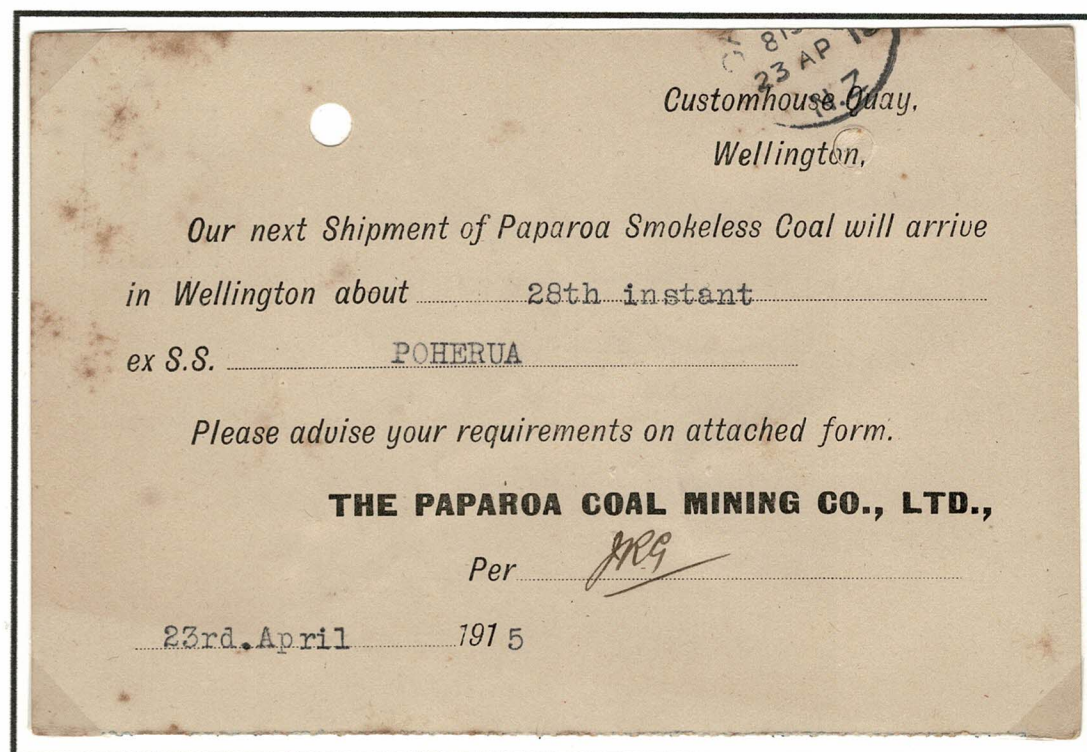 23 AP
N.Z
Customhouse Quay,
Wellington,
Our next Shipment of Paparoa Smokeless Coal will arrive
in Wellington about 28th instant
ex S.S. POHERUA
Please advise your requirements on attached form.
THE PAPAROA COAL MINING CO., LTD.,
Per JRG
23rd.April 1915